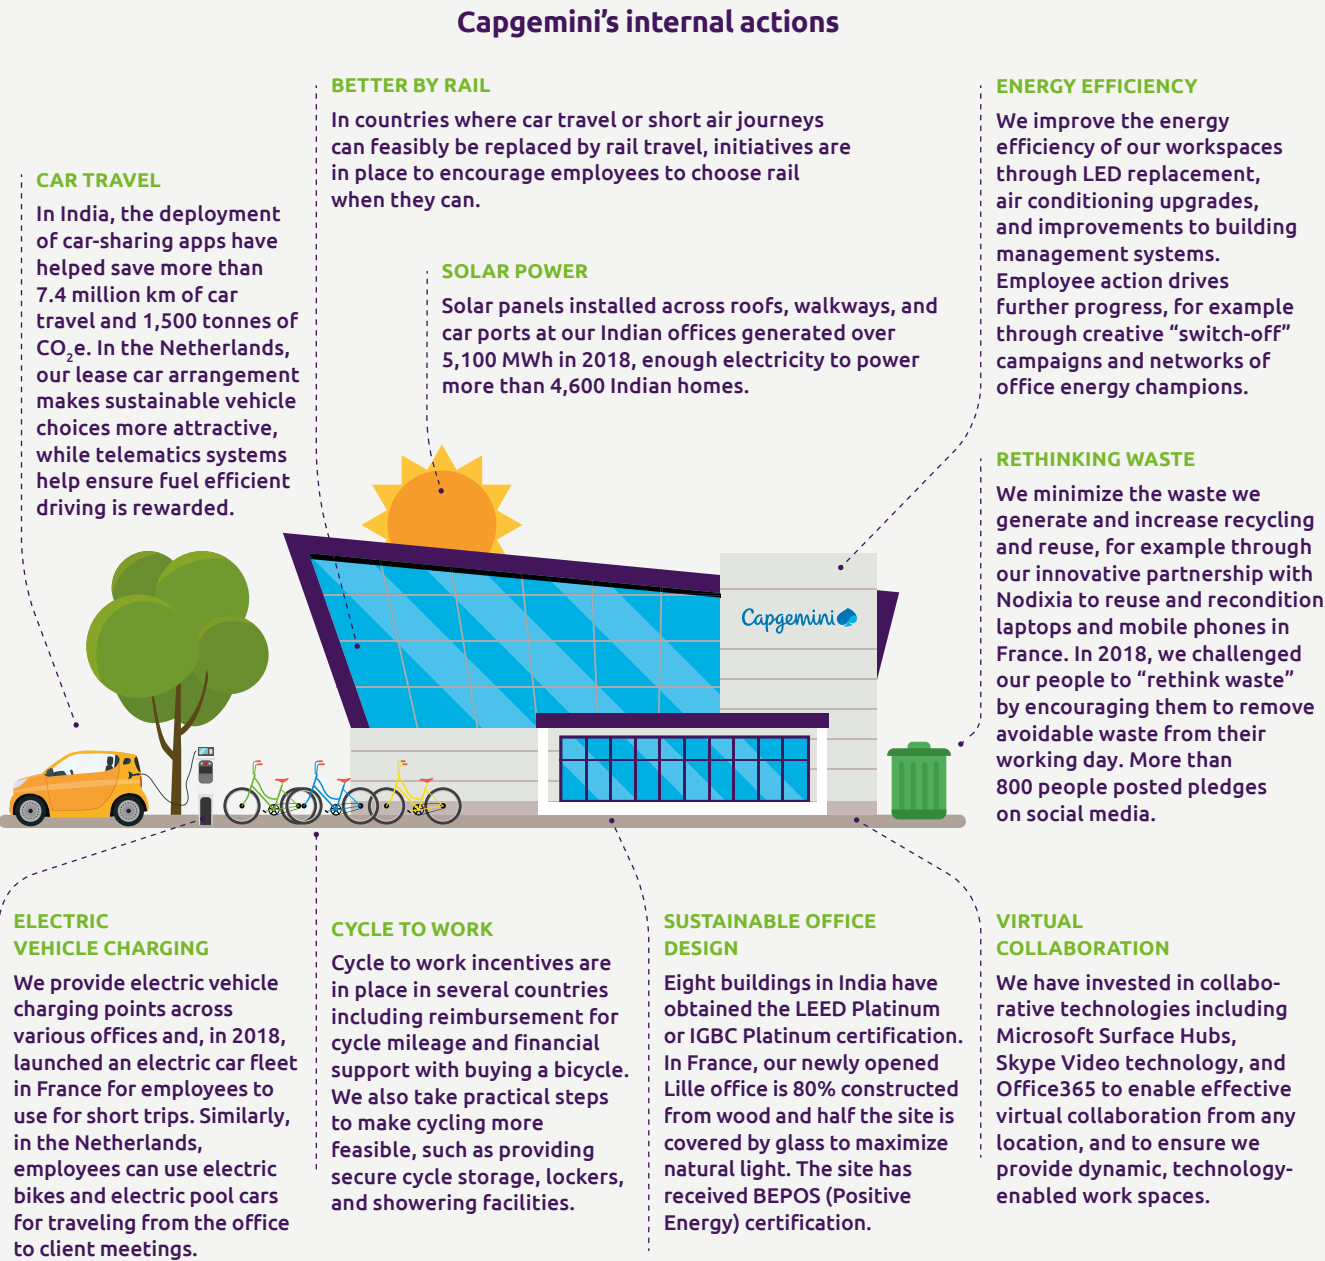 Capgemini’s internal actions
BETTER BY RAIL
In countries where car travel or short air journeys
can feasibly be replaced by rail travel, initiatives are
in place to encourage employees to choose rail
when they can.
ENERGY EFFICIENCY
We improve the energy
efficiency of our workspaces
through LED replacement,
air conditioning upgrades,
and improvements to building
management systems.
Employee action drives
further progress, for example
through creative “switch-off”
campaigns and networks of
office energy champions.
CAR TRAVEL
In India, the deployment
of car-sharing apps have
helped save more than
7.4 million km of car
travel and 1,500 tonnes of
CO₂e. In the Netherlands,
our lease car arrangement
makes sustainable vehicle
choices more attractive,
while telematics systems
help ensure fuel efficient
driving is rewarded.
SOLAR POWER
Solar panels installed across roofs, walkways, and
car ports at our Indian offices generated over
5,100 MWh in 2018, enough electricity to power
more than 4,600 Indian homes.
RETHINKING WASTE
We minimize the waste we
generate and increase recycling
and reuse, for example through
our innovative partnership with
Nodixia to reuse and recondition
laptops and mobile phones in
France. In 2018, we challenged
our people to “rethink waste”
by encouraging them to remove
avoidable waste from their
working day. More than
800 people posted pledges
on social media.
Capgemini
ELECTRIC
VEHICLE CHARGING
We provide electric vehicle
charging points across
various offices and, in 2018,
launched an electric car fleet
in France for employees to
use for short trips. Similarly,
in the Netherlands,
employees can use electric
bikes and electric pool cars
for traveling from the office
to client meetings.
CYCLE TO WORK
Cycle to work incentives are
in place in several countries
including reimbursement for
cycle mileage and financial
support with buying a bicycle.
We also take practical steps
to make cycling more
feasible, such as providing
secure cycle storage, lockers,
and showering facilities.
SUSTAINABLE OFFICE
DESIGN
Eight buildings in India have
obtained the LEED Platinum
or IGBC Platinum certification.
In France, our newly opened
Lille office is 80% constructed
from wood and half the site is
covered by glass to maximize
natural light. The site has
received BEPOS (Positive
Energy) certification.
VIRTUAL
COLLABORATION
We have invested in collabo-
rative technologies including
Microsoft Surface Hubs,
Skype Video technology, and
Office365 to enable effective
virtual collaboration from any
location, and to ensure we
provide dynamic, technology-
enabled work spaces.